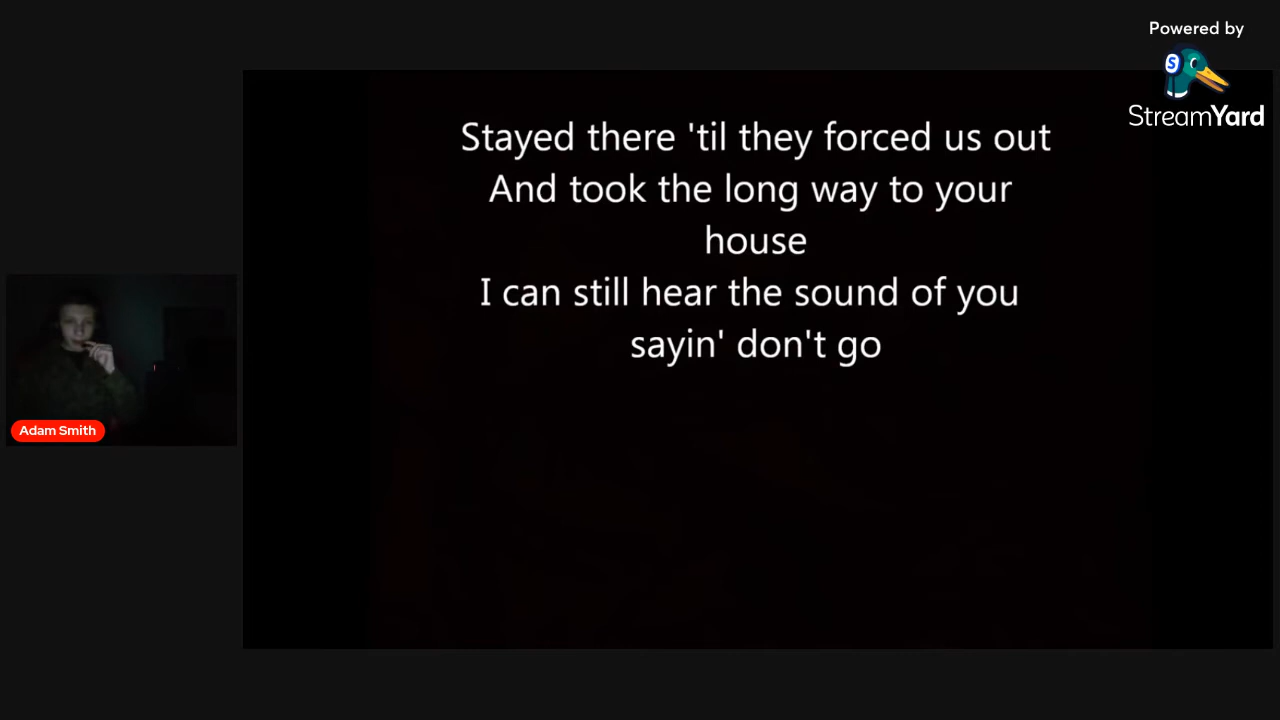 Powered by
StreamYard
Stayed there 'til they forced us out
And took the long way to your
house
I can still hear the sound of you
sayin' don't go
Adam Smith